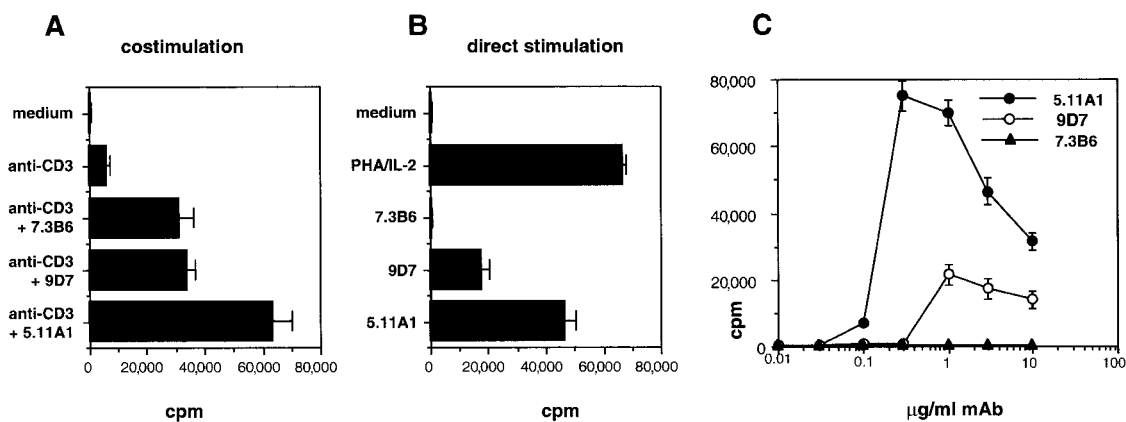 A
costimulation
medium
anti-CD3
anti-CD3
+ 7.3B6
anti-CD3
+ 9D7
anti-CD3
+ 5.11A1
0 20,000 40,000 60,000 80,000
cpm
B
direct stimulation
medium
PHA/IL-2
7.3B6
9D7
5.11A1
0 20,000 40,000 60,000 80,000
cpm
C
80,000
60,000
40,000
20,000
0
cpm
5.11A1
9D7
7.3B6
0.01 0.1 1 10 100
μg/ml mAb